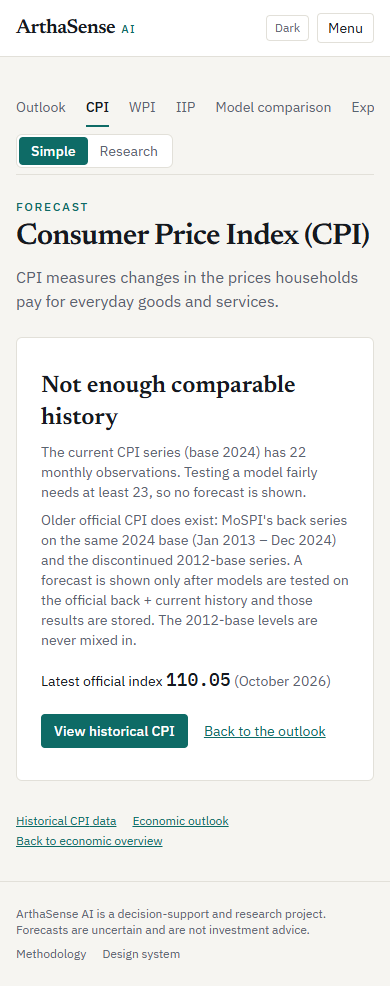 ArthaSense AI
Dark
Menu
Outlook CPI WPI IIP Model comparison Exp
Simple Research
FORECAST
Consumer Price Index (CPI)
CPI measures changes in the prices households
pay for everyday goods and services.
Not enough comparable
history
The current CPI series (base 2024) has 22
monthly observations. Testing a model fairly
needs at least 23, so no forecast is shown.
Older official CPI does exist: MoSPI's back series
on the same 2024 base (Jan 2013 – Dec 2024)
and the discontinued 2012-base series. A
forecast is shown only after models are tested on
the official back + current history and those
results are stored. The 2012-base levels are
never mixed in.
Latest official index 110.05 (October 2026)
View historical CPI Back to the outlook
Historical CPI data Economic outlook
Back to economic overview
ArthaSense AI is a decision-support and research project.
Forecasts are uncertain and are not investment advice.
Methodology Design system